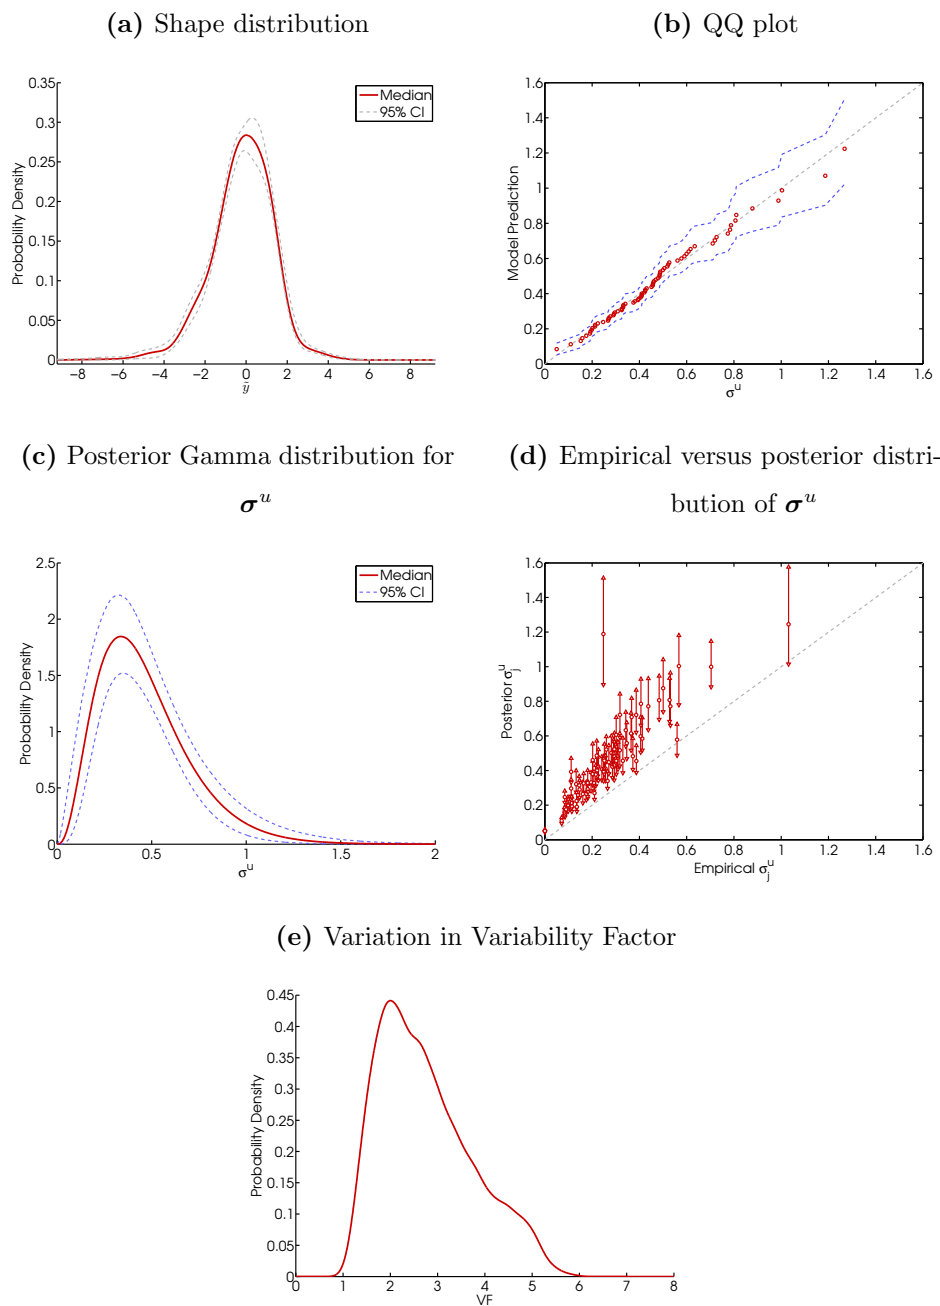 (a) Shape distribution
(b) QQ plot
0.35
0.3
0.25
0.2
0.15
0.1
0.05
0
Probability Density
Median
95% CI
−8 −6 −4 −2 0 2 4 6 8
ỹ
1.6
1.4
1.2
1
0.8
0.6
0.4
0.2
0
Model Prediction
0 0.2 0.4 0.6 0.8 1 1.2 1.4 1.6
σᵘ
(c) Posterior Gamma distribution for
σᵘ
(d) Empirical versus posterior distri-
bution of σᵘ
2.5
2
1.5
1
0.5
0
Probability Density
Median
95% CI
0 0.5 1 1.5 2
σᵘ
1.6
1.4
1.2
1
0.8
0.6
0.4
0.2
0
Posterior σⱼᵘ
0 0.2 0.4 0.6 0.8 1 1.2 1.4 1.6
Empirical σⱼᵘ
(e) Variation in Variability Factor
0.45
0.4
0.35
0.3
0.25
0.2
0.15
0.1
0.05
0
Probability Density
0 1 2 3 4 5 6 7 8
VF